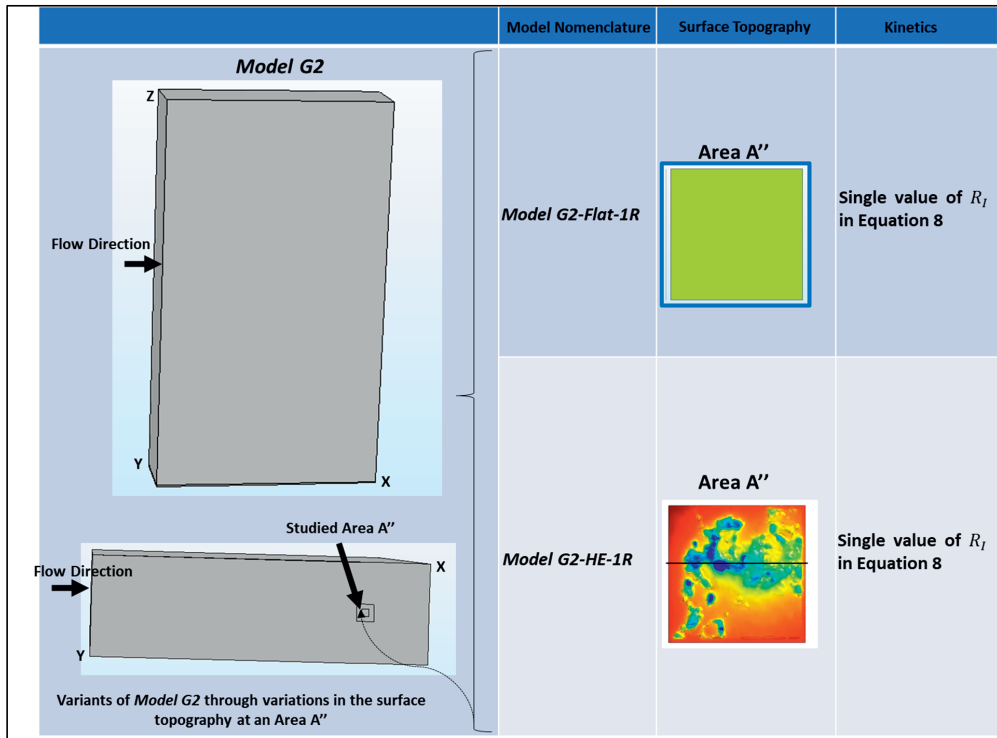 Model Nomenclature
Surface Topography
Kinetics
Model G2
Z
Flow Direction
Y
X
Studied Area A’’
Flow Direction
X
Y
Variants of Model G2 through variations in the surface
topography at an Area A’’
Model G2-Flat-1R
Area A’’
Single value of R_I
in Equation 8
Model G2-HE-1R
Area A’’
Single value of R_I
in Equation 8